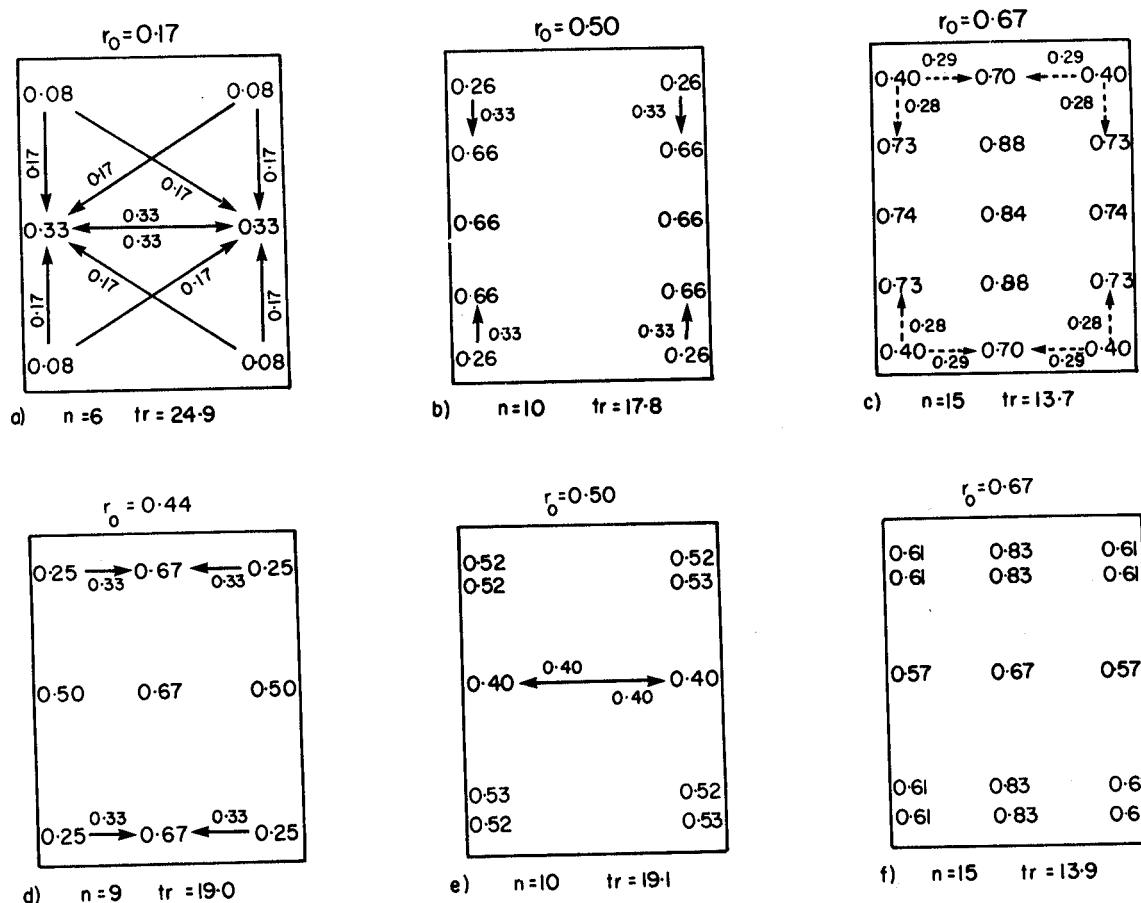 r₀ = 0·17
0·08 0·08
0·17 0·17 0·17 0·17
0·33 0·33 0·33
0·33
0·17 0·17 0·17 0·17
0·08 0·08
a) n = 6 tr = 24·9
r₀ = 0·50
0·26 0·26
0·33 0·33
0·66 0·66
0·66 0·66
0·66 0·66
0·33 0·33
0·26 0·26
b) n = 10 tr = 17·8
r₀ = 0·67
0·29 0·29
0·40 0·70 0·40
0·28 0·28
0·73 0·88 0·73
0·74 0·84 0·74
0·73 0·88 0·73
0·28 0·28
0·40 0·70 0·40
0·29 0·29
c) n = 15 tr = 13·7
r₀ = 0·44
0·25 0·67 0·25
0·33 0·33
0·50 0·67 0·50
0·33 0·33
0·25 0·67 0·25
d) n = 9 tr = 19·0
r₀ = 0·50
0·52 0·52
0·52 0·53
0·40
0·40 0·40
0·40
0·53 0·52
0·52 0·53
e) n = 10 tr = 19·1
r₀ = 0·67
0·61 0·83 0·61
0·61 0·83 0·61
0·57 0·67 0·57
0·61 0·83 0·6
0·61 0·83 0·6
f) n = 15 tr = 13·9